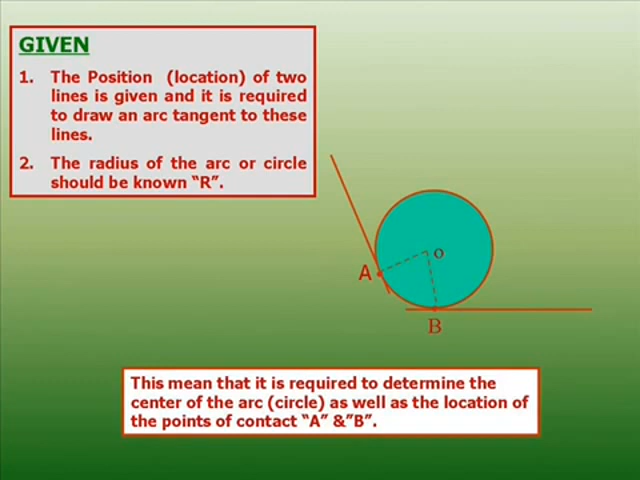 GIVEN
1. The Position (location) of two
lines is given and it is required
to draw an arc tangent to these
lines.
2. The radius of the arc or circle
should be known “R”.
O
A
B
This mean that it is required to determine the
center of the arc (circle) as well as the location of
the points of contact “A” &”B”.